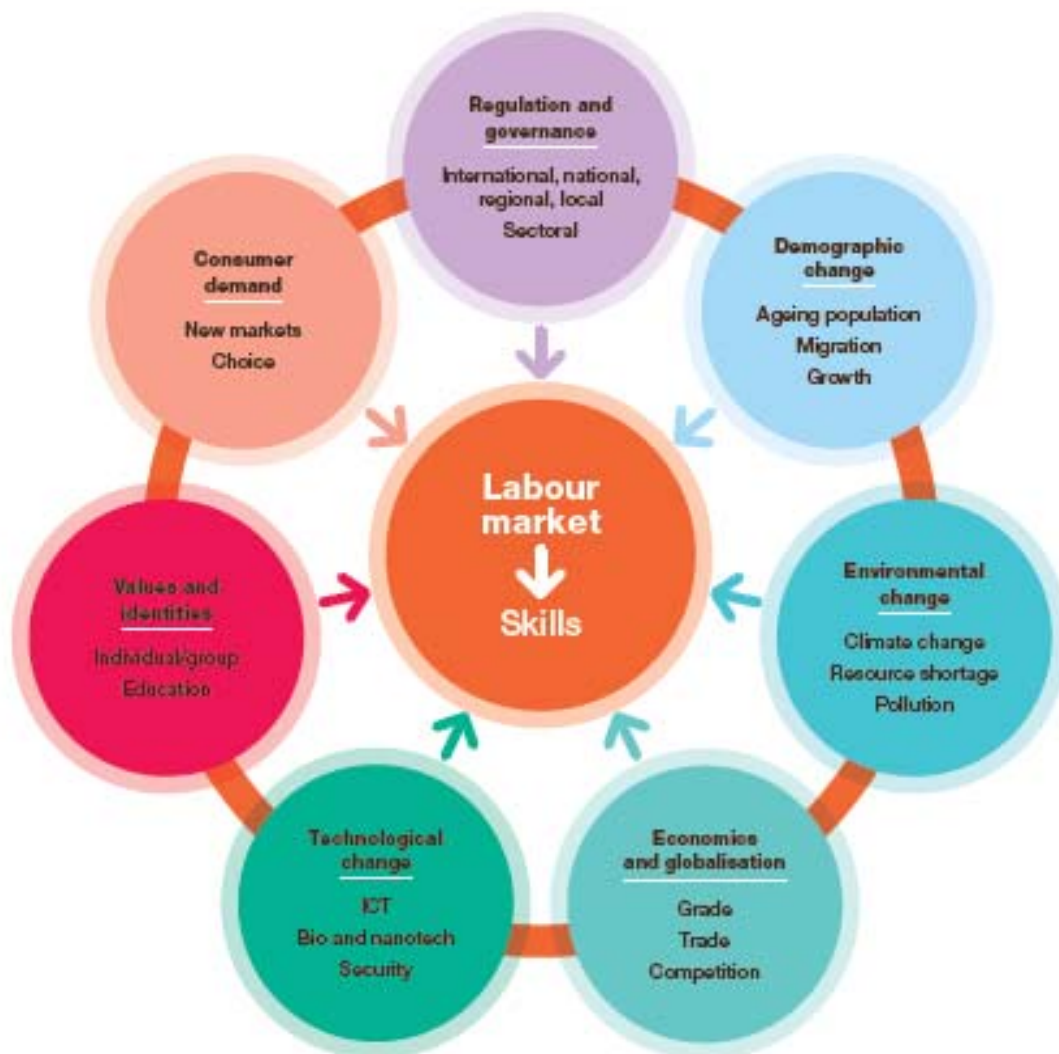 Regulation and
governance
International, national,
regional, local
Sectoral
Demographic
change
Ageing population
Migration
Growth
Environmental
change
Climate change
Resource shortage
Pollution
Economics
and globalisation
Grade
Trade
Competition
Technological
change
ICT
Bio and nanotech
Security
Values and
identities
Individual/group
Education
Consumer
demand
New markets
Choice
Labour
market
Skills